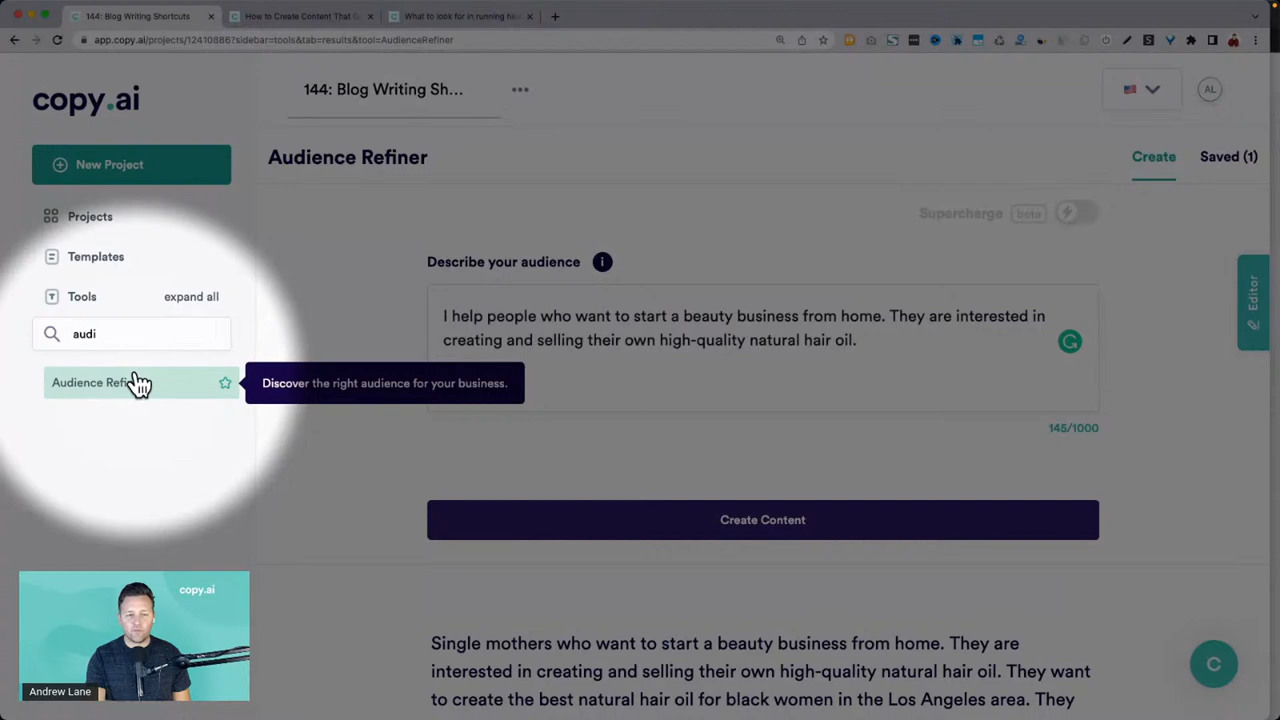 144: Blog Writing Shortcuts
How to Create Content That G
What to look for in running
app.copy.ai/projects/12410886?sidebar=tools&tab=results&tool=AudienceRefiner
copy.ai
144: Blog Writing Sh...
AL
New Project
Audience Refiner
Create
Saved (1)
Projects
Supercharge
beta
Templates
Describe your audience
Tools
expand all
I help people who want to start a beauty business from home. They are interested in
creating and selling their own high-quality natural hair oil.
Editor
audi
Audience Refi
Discover the right audience for your business.
145/1000
Create Content
copy.ai
Andrew Lane
Single mothers who want to start a beauty business from home. They are
interested in creating and selling their own high-quality natural hair oil. They want
to create the best natural hair oil for black women in the Los Angeles area. They
C